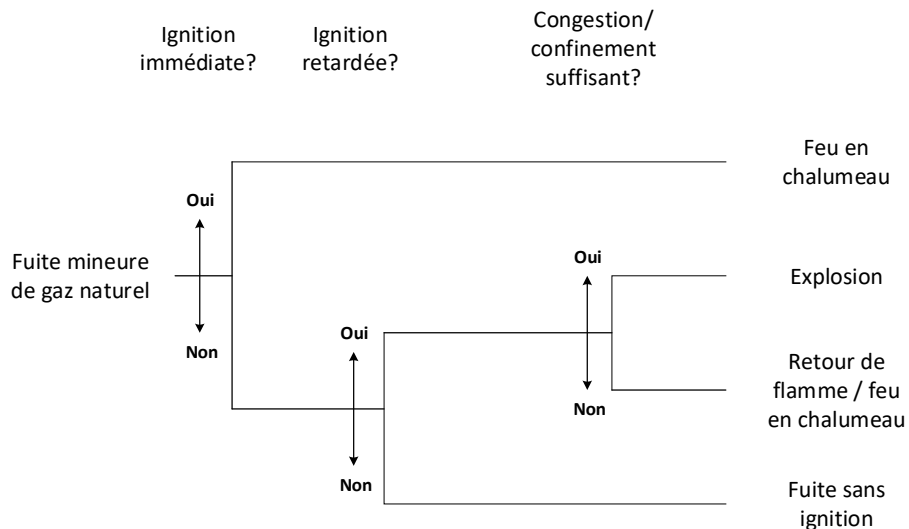 Ignition
immédiate?
Ignition
retardée?
Congestion/
confinement
suffisant?
Feu en
chalumeau
Oui
Fuite mineure
de gaz naturel
Non
Oui
Explosion
Oui
Non
Retour de
flamme / feu
en chalumeau
Non
Fuite sans
ignition